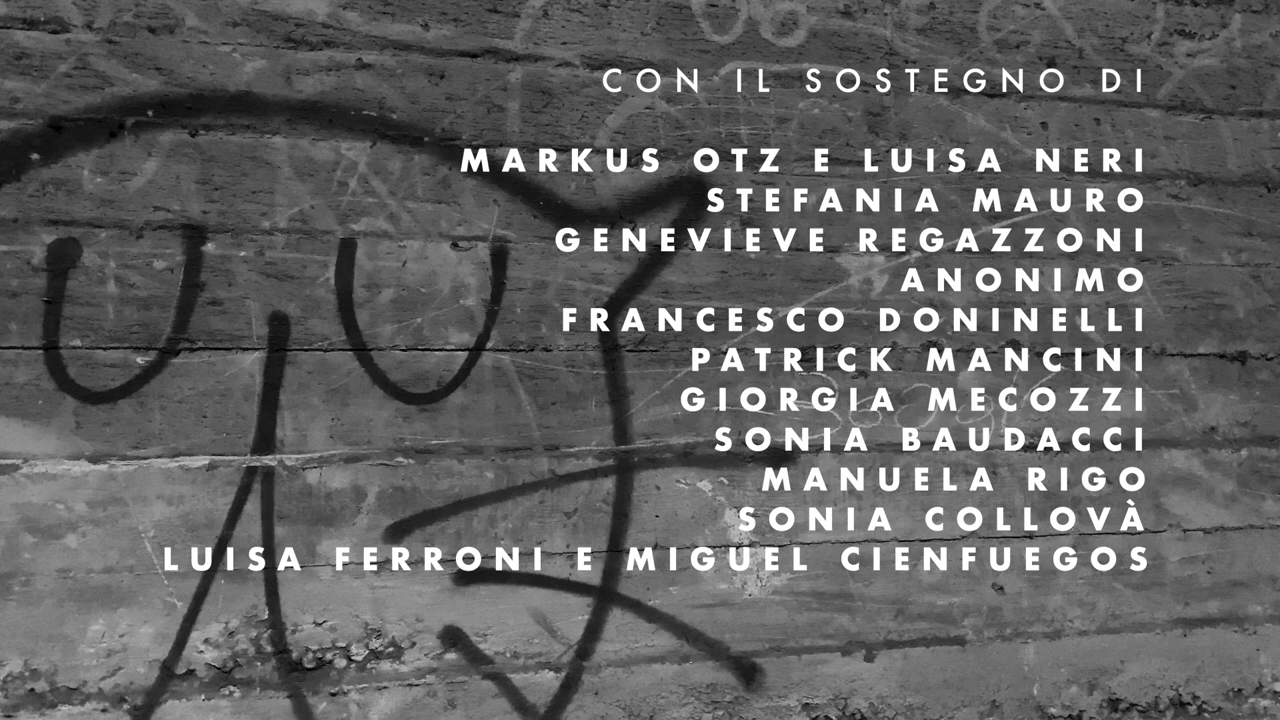 CON IL SOSTEGNO DI
MARKUS OTZ E LUISA NERI
STEFANIA MAURO
GENEVIEVE REGAZZONI
ANONIMO
FRANCESCO DONINELLI
PATRICK MANCINI
GIORGIA MECOZZI
SONIA BAUDACCI
MANUELA RIGO
SONIA COLLOVÀ
LUISA FERRONI E MIGUEL CIENFUEGOS